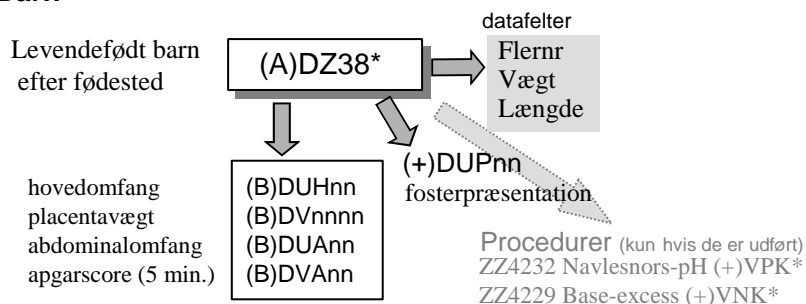 datafelter
Levendefødt barn
efter fødested
(A)DZ38*
Flernr
Vægt
Længde
(+)DUPnn
fosterpræsentation
hovedomfang
placentavægt
abdominalomfang
apgarscore (5 min.)
(B)DUHnn
(B)DVnnnn
(B)DUAnn
(B)DVAnn
Procedurer (kun hvis de er udført)
ZZ4232 Navlesnors-pH (+)VPK*
ZZ4229 Base-excess (+)VNK*